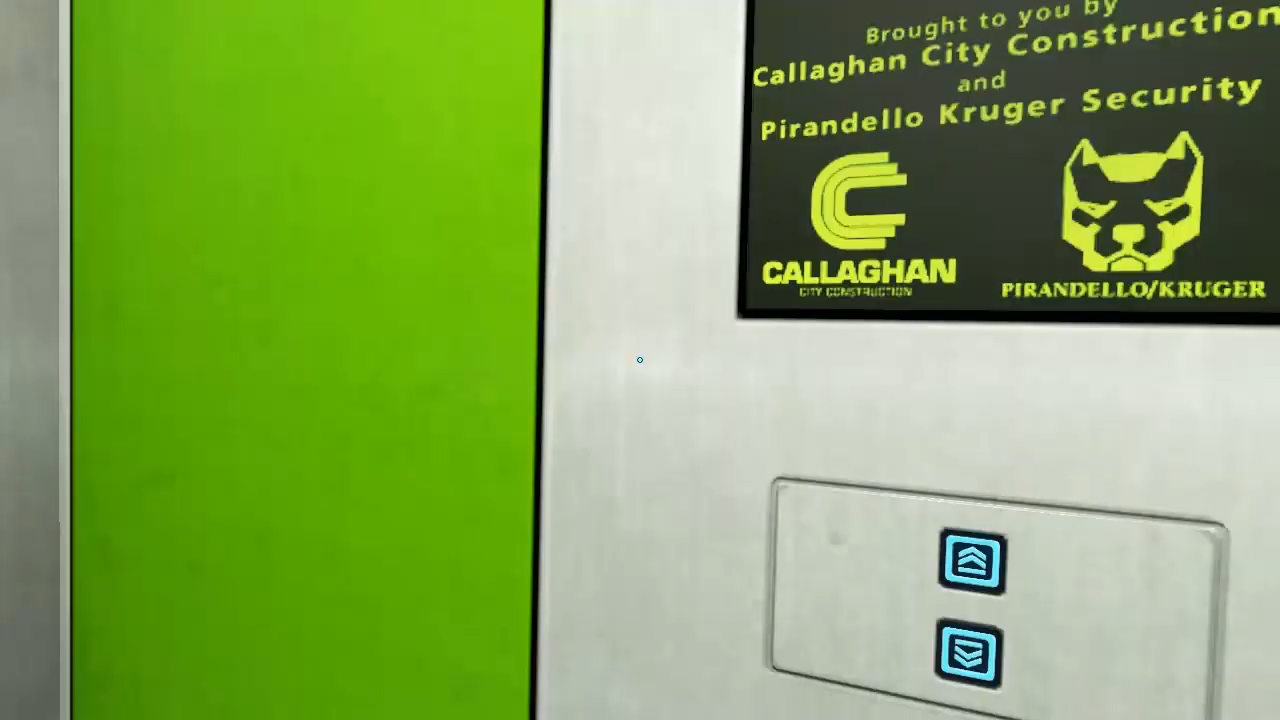 Brought to you by
Callaghan City Construction
and
Pirandello Kruger Security
CALLAGHAN
CITY CONSTRUCTION
PIRANDELLO/KRUGER